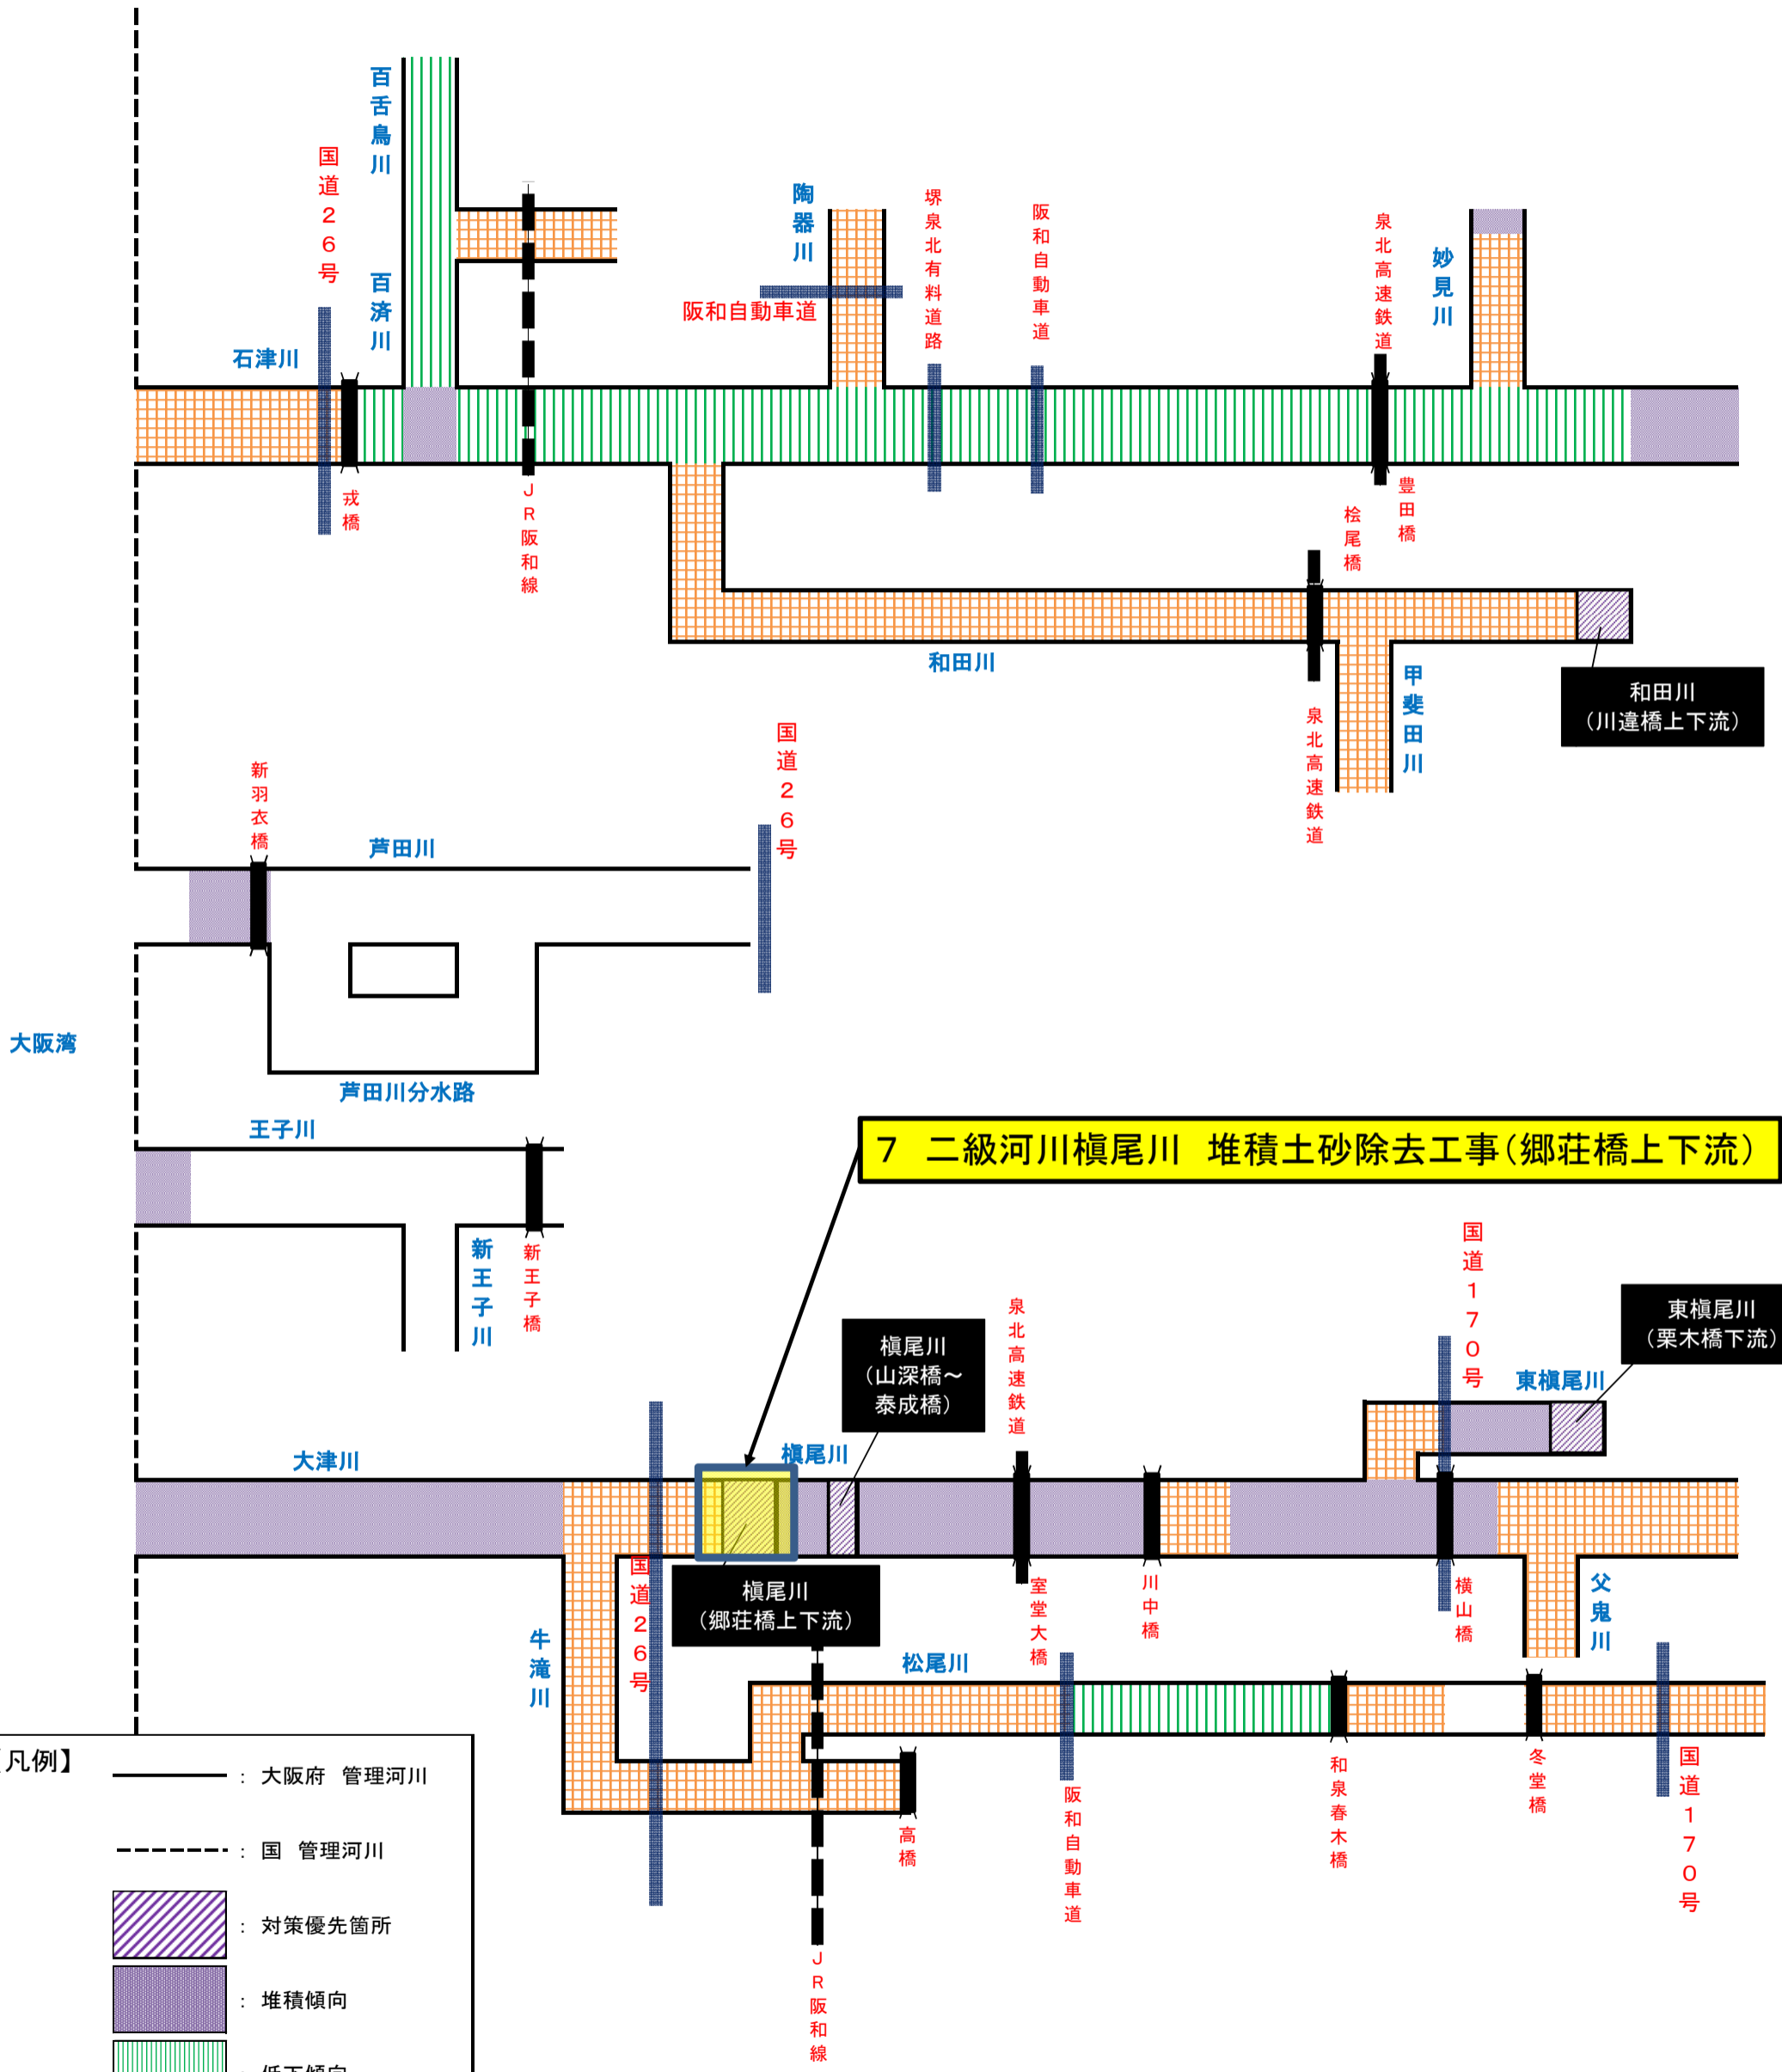 百舌鳥川
国道２６号
百済川
石津川
陶器川
阪和自動車道
堺泉北有料道路
阪和自動車道
泉北高速鉄道
妙見川
戎橋
ＪＲ阪和線
桧尾橋
豊田橋
和田川
泉北高速鉄道
甲斐田川
和田川
（川違橋上下流）
新羽衣橋
芦田川
国道２６号
大阪湾
芦田川分水路
王子川
新王子川
新王子橋
７　二級河川槇尾川　堆積土砂除去工事（郷荘橋上下流）
槇尾川
（山深橋～
泰成橋）
泉北高速鉄道
国道１７０号
東槇尾川
（栗木橋下流）
東槇尾川
大津川
槇尾川
国道２６号
槇尾川
（郷荘橋上下流）
室堂大橋
川中橋
横山橋
父鬼川
牛滝川
松尾川
高橋
阪和自動車道
和泉春木橋
冬堂橋
国道１７０号
ＪＲ阪和線
凡例】
： 大阪府　管理河川
： 国　管理河川
： 対策優先箇所
： 堆積傾向
： 低下傾向